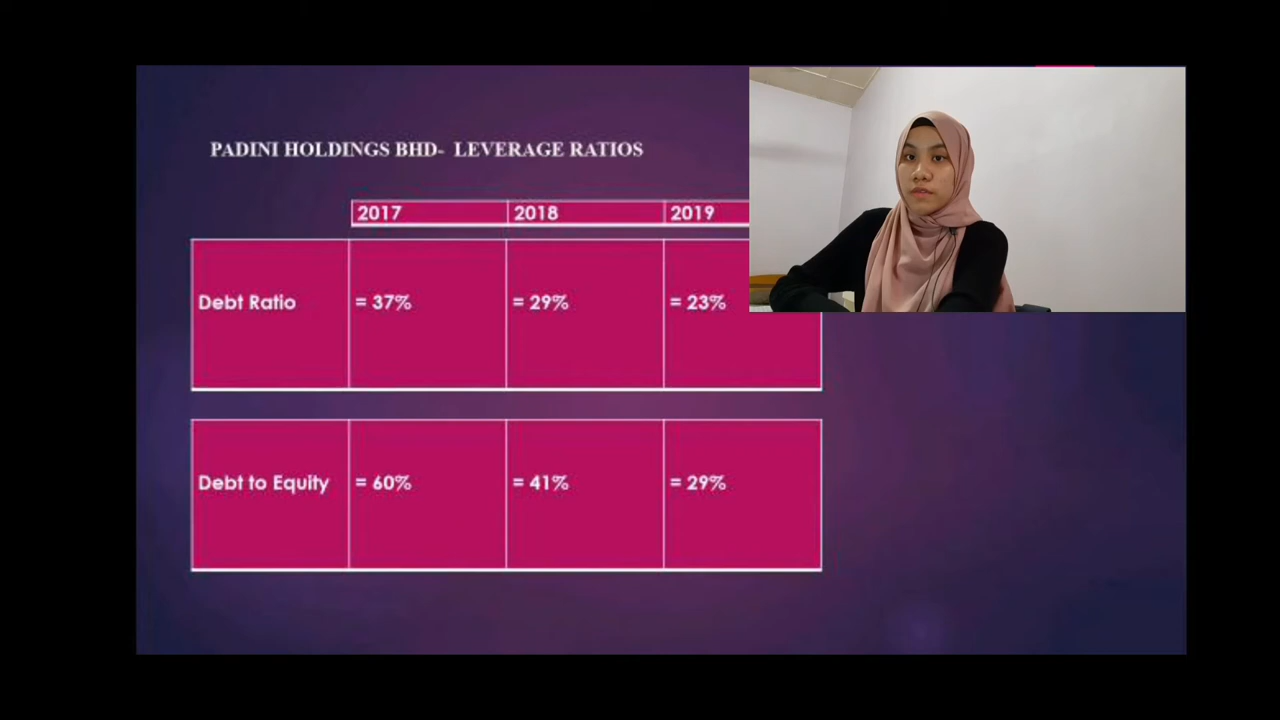 PADINI HOLDINGS BHD- LEVERAGE RATIOS
2017 2018 2019
Debt Ratio = 37% = 29% = 23%
Debt to Equity = 60% = 41% = 29%